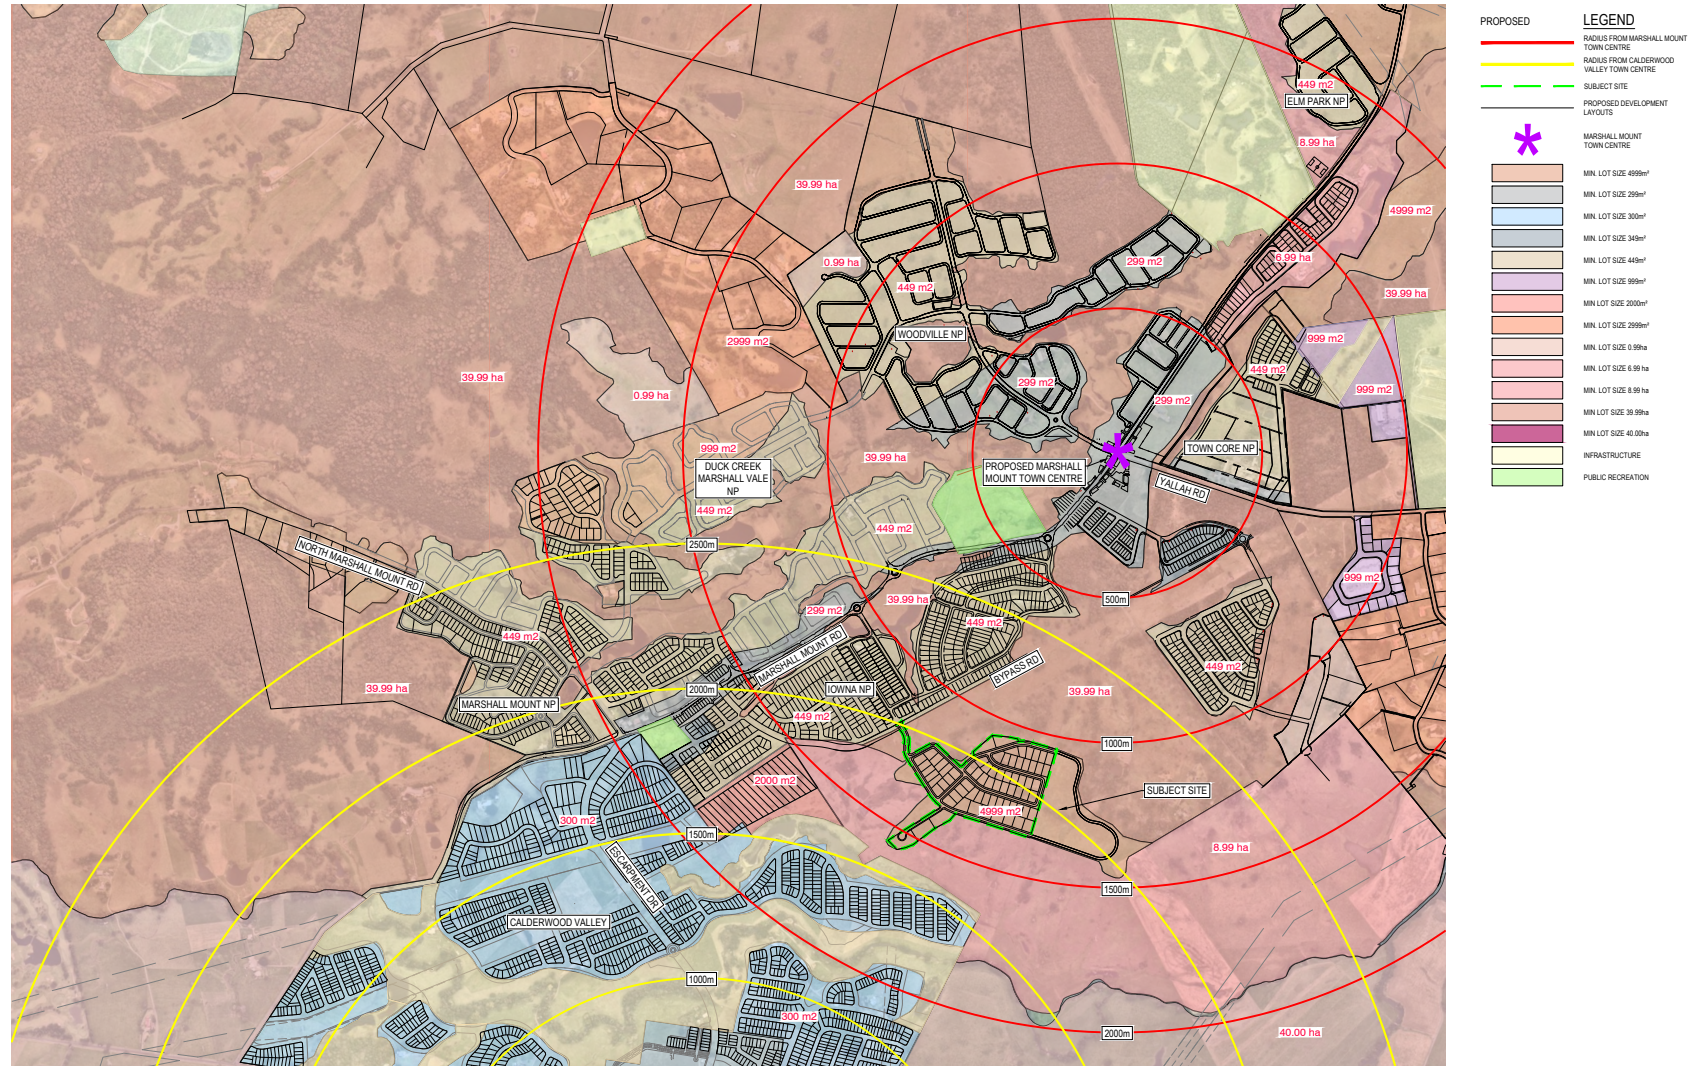 PROPOSED
LEGEND
RADIUS FROM MARSHALL MOUNT
TOWN CENTRE
RADIUS FROM CALDERWOOD
VALLEY TOWN CENTRE
SUBJECT SITE
PROPOSED DEVELOPMENT
LAYOUTS
MARSHALL MOUNT
TOWN CENTRE
MIN. LOT SIZE 4999m²
MIN. LOT SIZE 299m²
MIN. LOT SIZE 300m²
MIN. LOT SIZE 349m²
MIN. LOT SIZE 449m²
MIN. LOT SIZE 999m²
MIN LOT SIZE 2000m²
MIN. LOT SIZE 2999m²
MIN. LOT SIZE 0.99ha
MIN. LOT SIZE 6.99 ha
MIN LOT SIZE 8.99 ha
MIN LOT SIZE 39.99ha
MIN LOT SIZE 40.00ha
INFRASTRUCTURE
PUBLIC RECREATION
449 m2
ELM PARK NP
8.99 ha
39.99 ha
4999 m2
0.99 ha
299 m2
6.99 ha
449 m2
39.99 ha
WOODVILLE NP
2999 m2
999 m2
449 m2
39.99 ha
299 m2
999 m2
0.99 ha
299 m2
999 m2
DUCK CREEK
MARSHALL VALE
NP
449 m2
39.99 ha
PROPOSED MARSHALL
MOUNT TOWN CENTRE
TOWN CORE NP
YALLAH RD
449 m2
2500m
NORTH MARSHALL MOUNT RD
999 m2
500m
299 m2
39.99 ha
449 m2
449 m2
MARSHALL MOUNT RD
BYPASS RD
449 m2
39.99 ha
2000m
IOWNA NP
39.99 ha
MARSHALL MOUNT NP
449 m2
1000m
2000 m2
SUBJECT SITE
4999 m2
300 m2
1500m
8.99 ha
ESCARPMENT DR
1500m
CALDERWOOD VALLEY
1000m
300 m2
2000m
40.00 ha